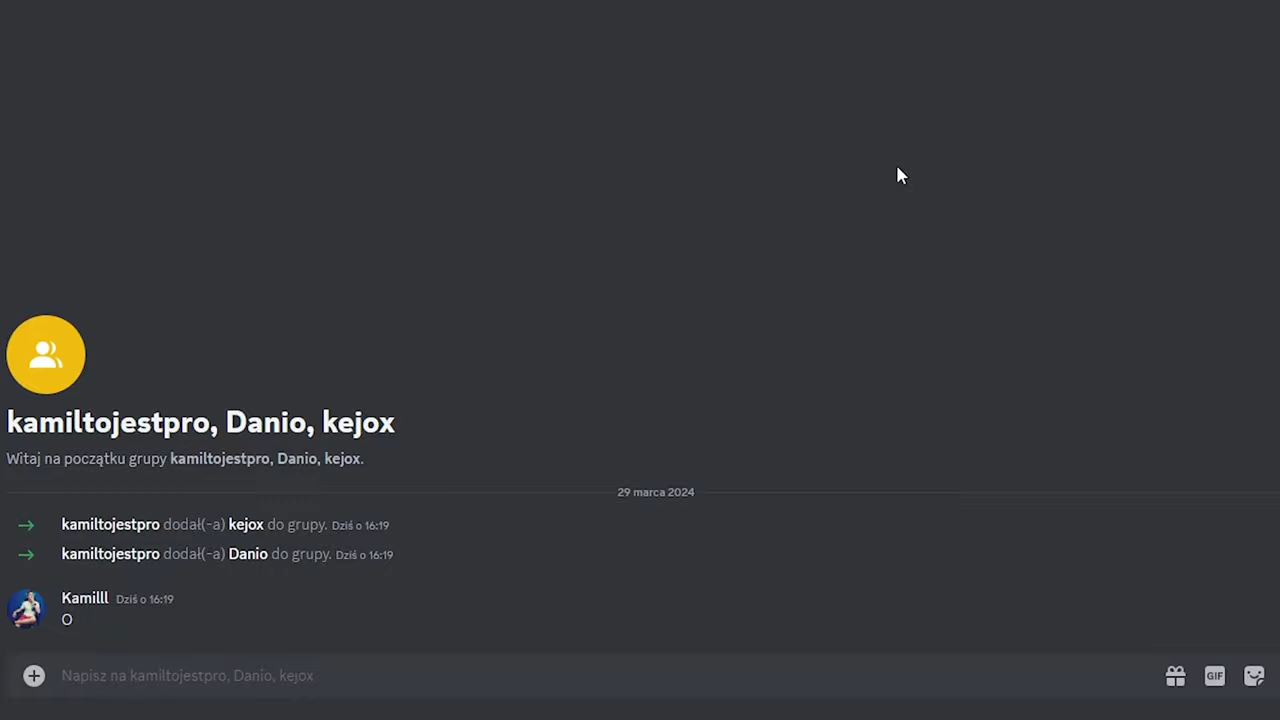 kamiltojestpro, Danio, kejox
Witaj na początku grupy kamiltojestpro, Danio, kejox.
29 marca 2024
kamiltojestpro dodał(-a) kejox do grupy. Dziś o 16:19
kamiltojestpro dodał(-a) Danio do grupy. Dziś o 16:19
Kamilll Dziś o 16:19
O
Napisz na kamiltojestpro, Danio, kejox
GIF